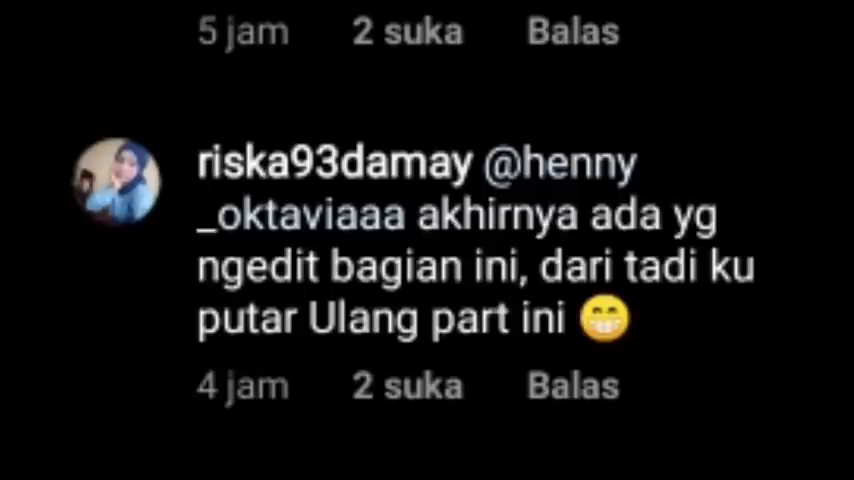 5 jam 2 suka Balas
riska93damay @henny
_oktaviaaa akhirnya ada yg
ngedit bagian ini, dari tadi ku
putar Ulang part ini 😁
4 jam 2 suka Balas